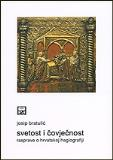 josip bratulić
svetost i čovječnost
rasprave o hrvatskoj hagiografiji